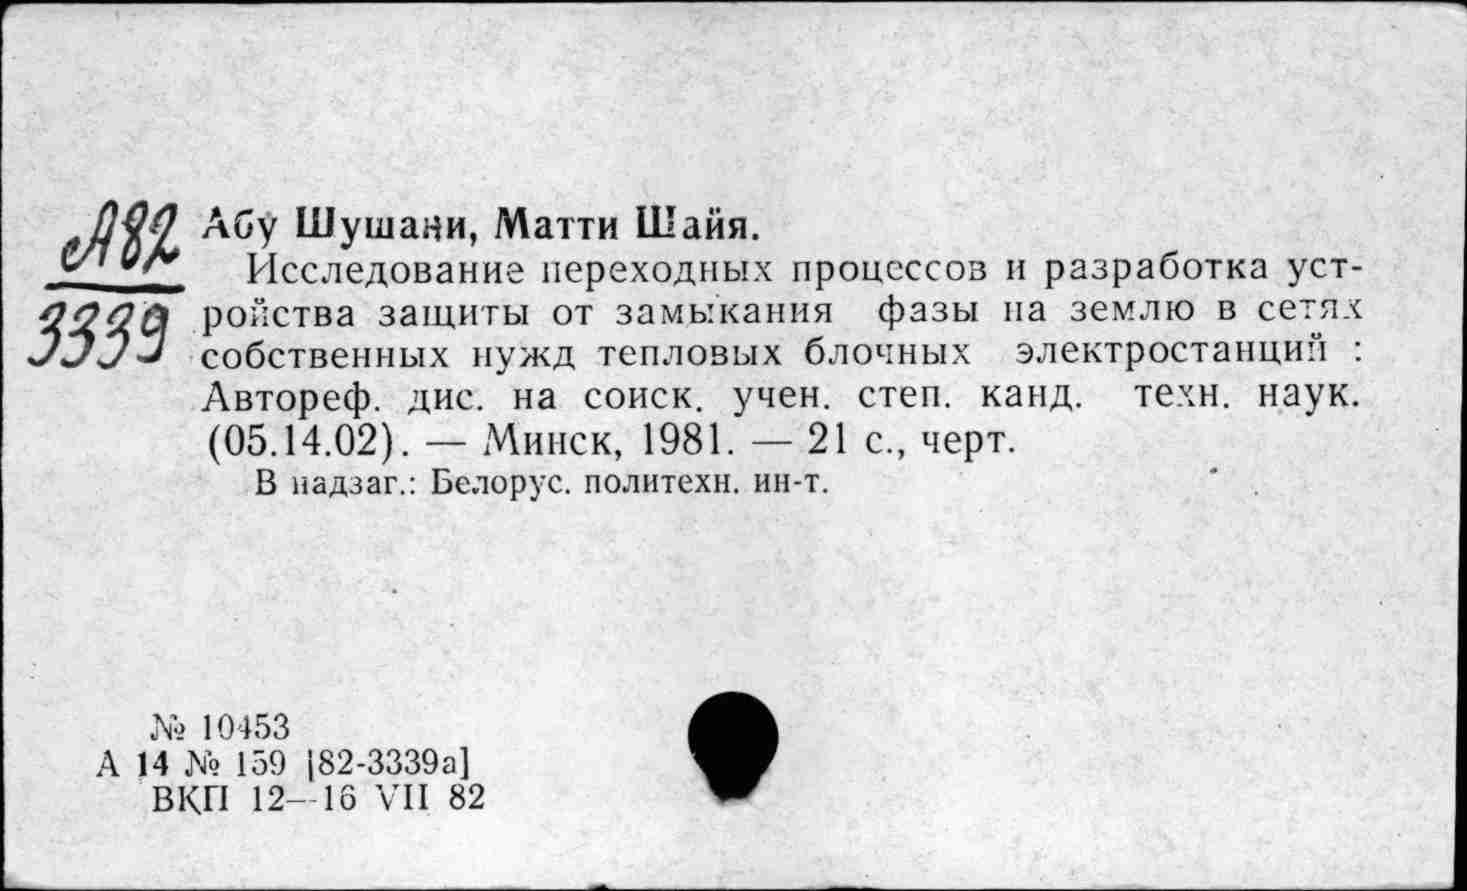 А82
3339
Абу Шушани, Матти Шайя.
Исследование переходных процессов и разработка уст-
ройства защиты от замыкания фазы на землю в сетях
собственных нужд тепловых блочных электростанций :
Автореф. дис. на соиск. учен. степ. канд. техн. наук.
(05.14.02). — Минск, 1981. — 21 с., черт.
В надзаг.: Белорус. политехн. ин-т.
№ 10453
А 14 № 159 [82-3339а]
ВКП 12—16 VII 82